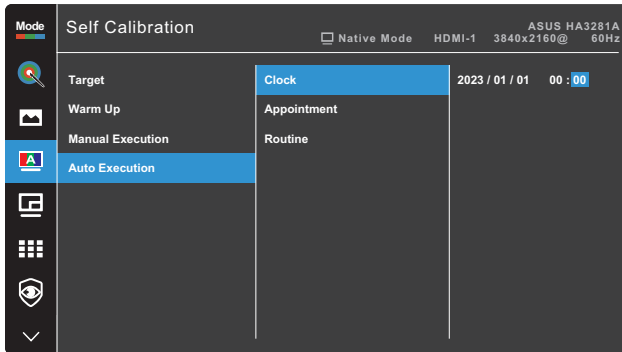 Mode
Self Calibration
ASUS HA3281A
Native Mode HDMI-1 3840x2160@ 60Hz
Target
Warm Up
Manual Execution
A
Auto Execution
Clock
Appointment
Routine
2023 / 01 / 01 00 : 00